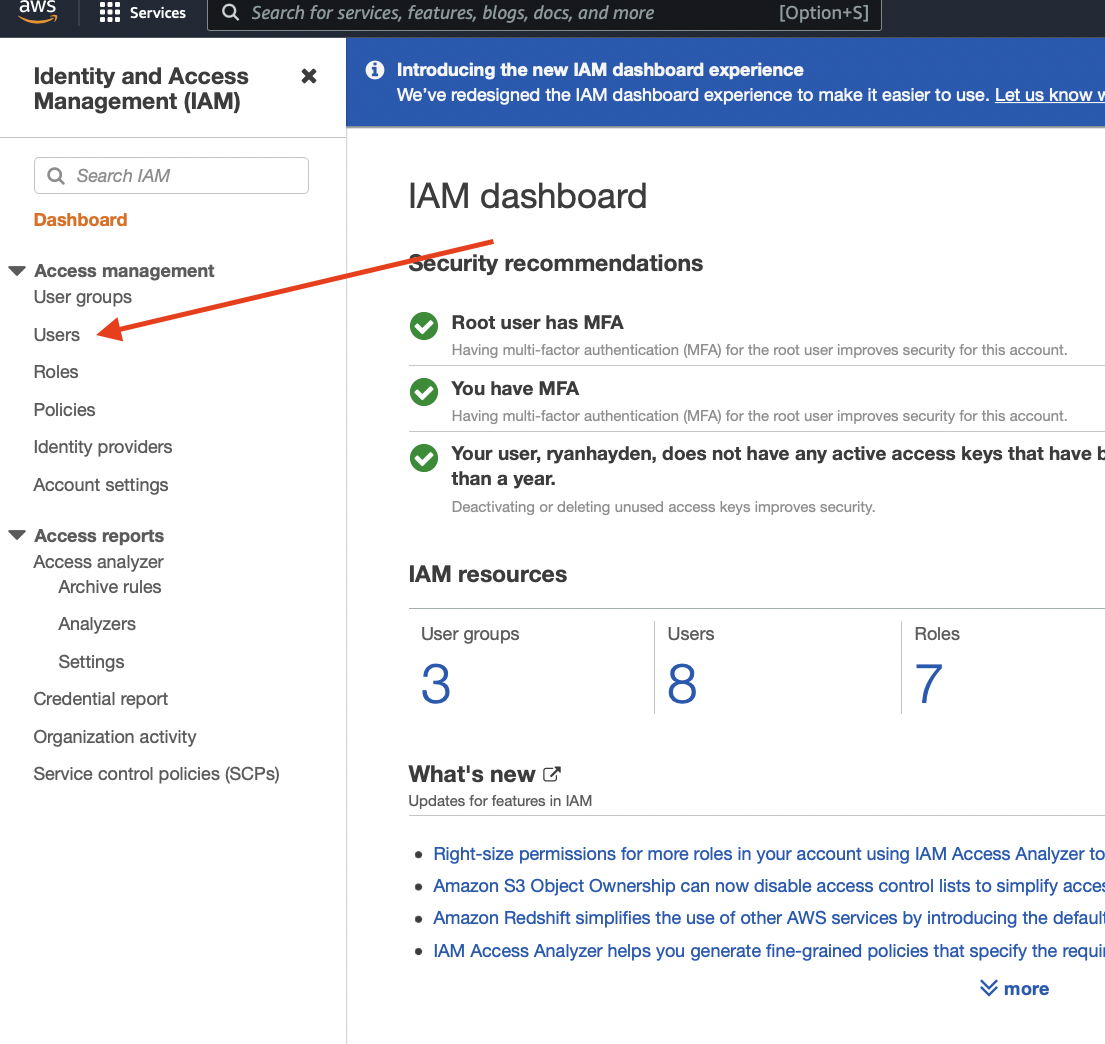 aws
Services
Search for services, features, blogs, docs, and more
[Option+S]
Identity and Access
Management (IAM)
Introducing the new IAM dashboard experience
We've redesigned the IAM dashboard experience to make it easier to use. Let us know
Search IAM
Dashboard
Access management
User groups
Users
Roles
Policies
Identity providers
Account settings
Access reports
Access analyzer
Archive rules
Analyzers
Settings
Credential report
Organization activity
Service control policies (SCPs)
IAM dashboard
Security recommendations
Root user has MFA
Having multi-factor authentication (MFA) for the root user improves security for this account.
You have MFA
Having multi-factor authentication (MFA) for the root user improves security for this account.
Your user, ryanhayden, does not have any active access keys that have
than a year.
Deactivating or deleting unused access keys improves security.
IAM resources
User groups
Users
Roles
3
8
7
What's new
Updates for features in IAM
Right-size permissions for more roles in your account using IAM Access Analyzer to
Amazon S3 Object Ownership can now disable access control lists to simplify
Amazon Redshift simplifies the use of other AWS services by introducing the default
IAM Access Analyzer helps you generate fine-grained policies that specify the
more